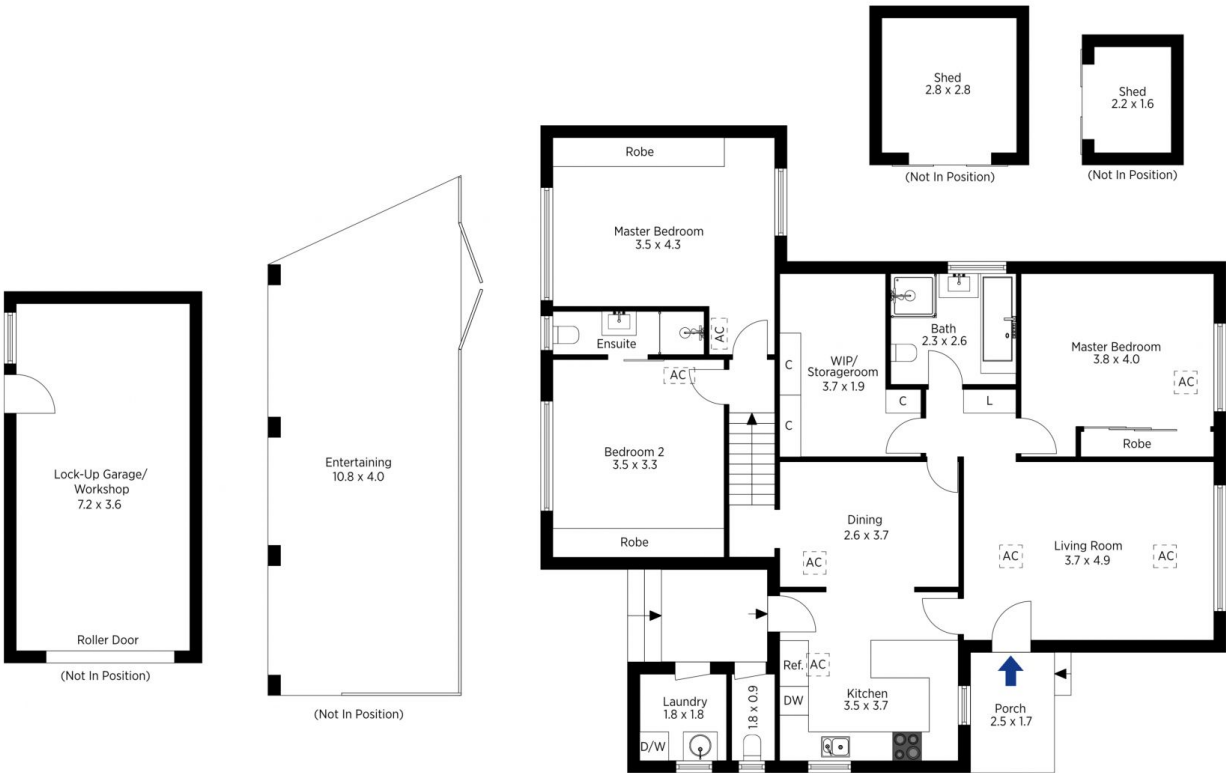 Shed
2.8 x 2.8
(Not In Position)
Shed
2.2 x 1.6
(Not In Position)
Robe
Master Bedroom
3.5 x 4.3
Ensuite
AC
AC
Bedroom 2
3.5 x 3.3
Robe
WIP/
Storageroom
3.7 x 1.9
C
C
C
Bath
2.3 x 2.6
L
Master Bedroom
3.8 x 4.0
AC
Robe
Lock-Up Garage/
Workshop
7.2 x 3.6
Roller Door
(Not In Position)
Entertaining
10.8 x 4.0
(Not In Position)
Dining
2.6 x 3.7
AC
Living Room
3.7 x 4.9
AC
AC
Ref.
AC
DW
Kitchen
3.5 x 3.7
Laundry
1.8 x 1.8
D/W
1.8 x 0.9
Porch
2.5 x 1.7